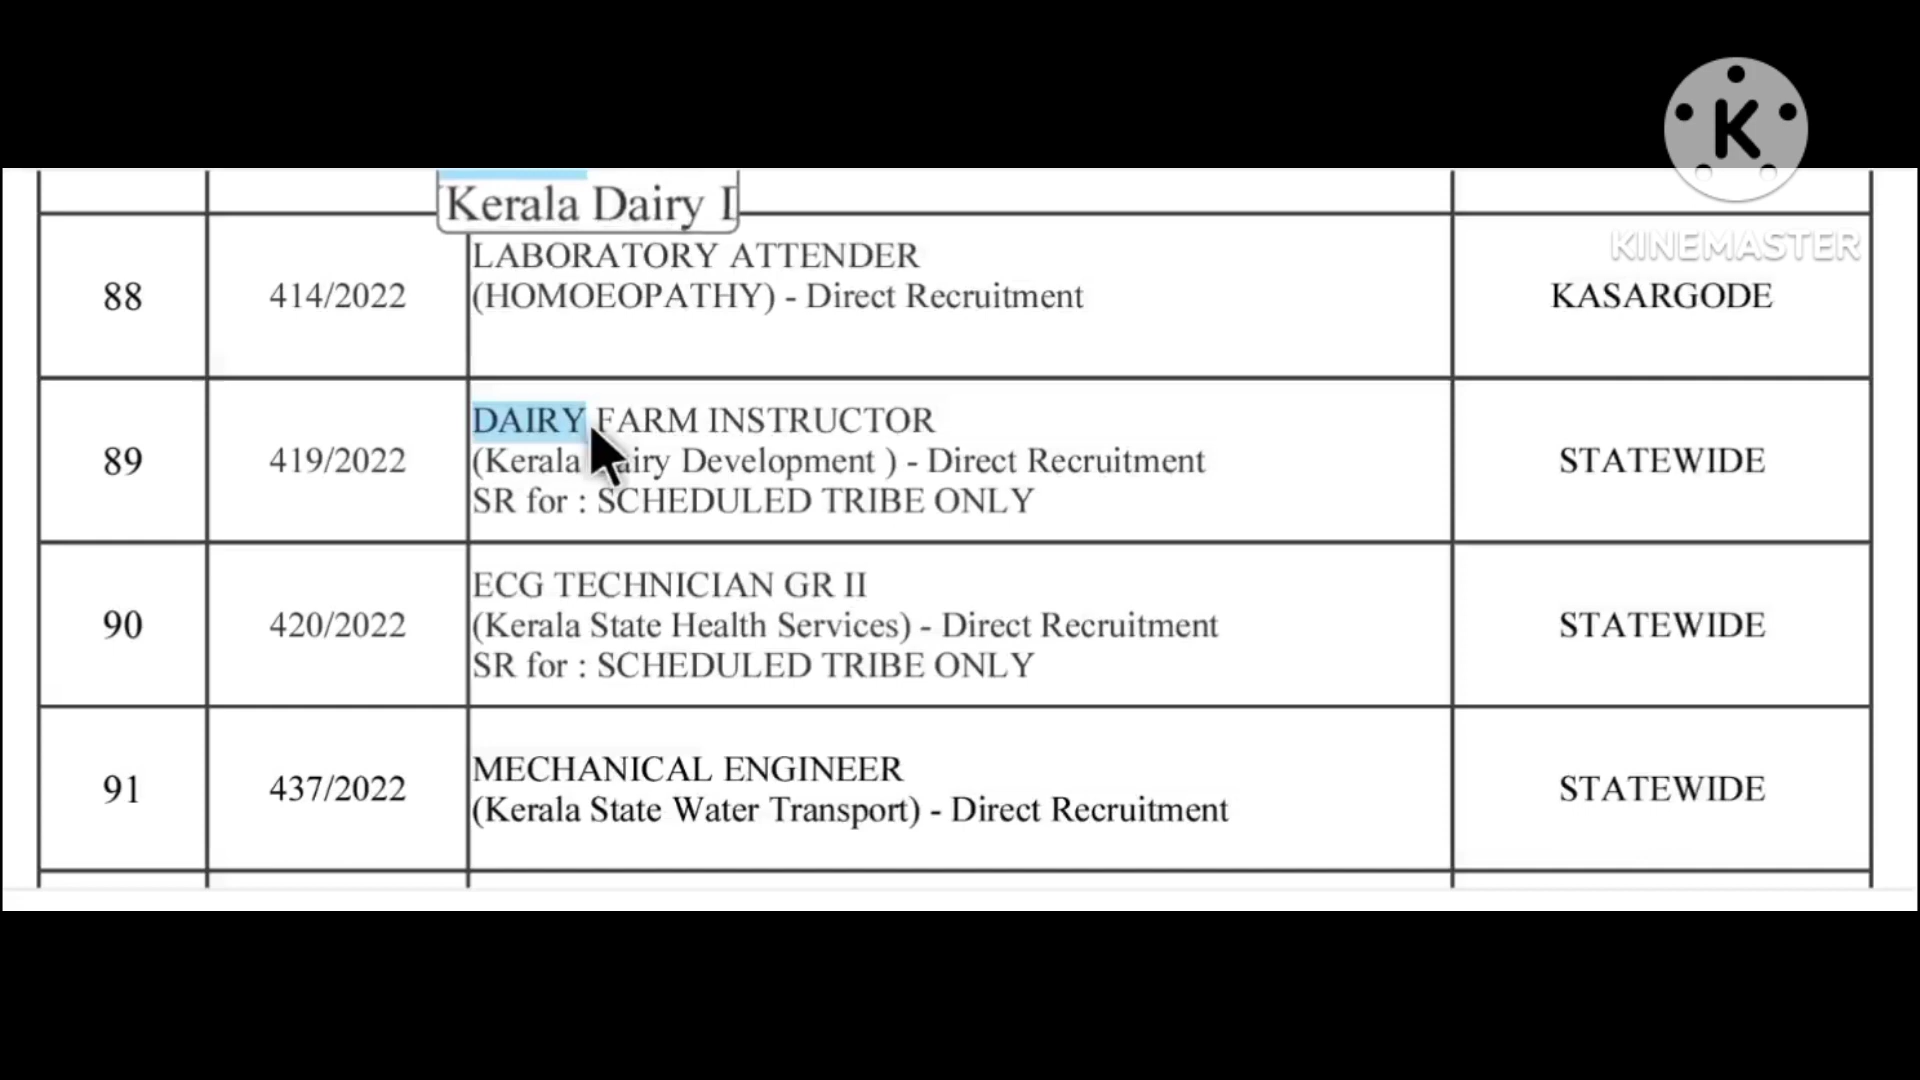 Kerala Dairy
K
KINEMASTER
88
414/2022
LABORATORY ATTENDER
(HOMOEOPATHY) - Direct Recruitment
KASARGODE
89
419/2022
DAIRY FARM INSTRUCTOR
(Kerala Dairy Development ) - Direct Recruitment
SR for : SCHEDULED TRIBE ONLY
STATEWIDE
90
420/2022
ECG TECHNICIAN GR II
(Kerala State Health Services) - Direct Recruitment
SR for : SCHEDULED TRIBE ONLY
STATEWIDE
91
437/2022
MECHANICAL ENGINEER
(Kerala State Water Transport) - Direct Recruitment
STATEWIDE